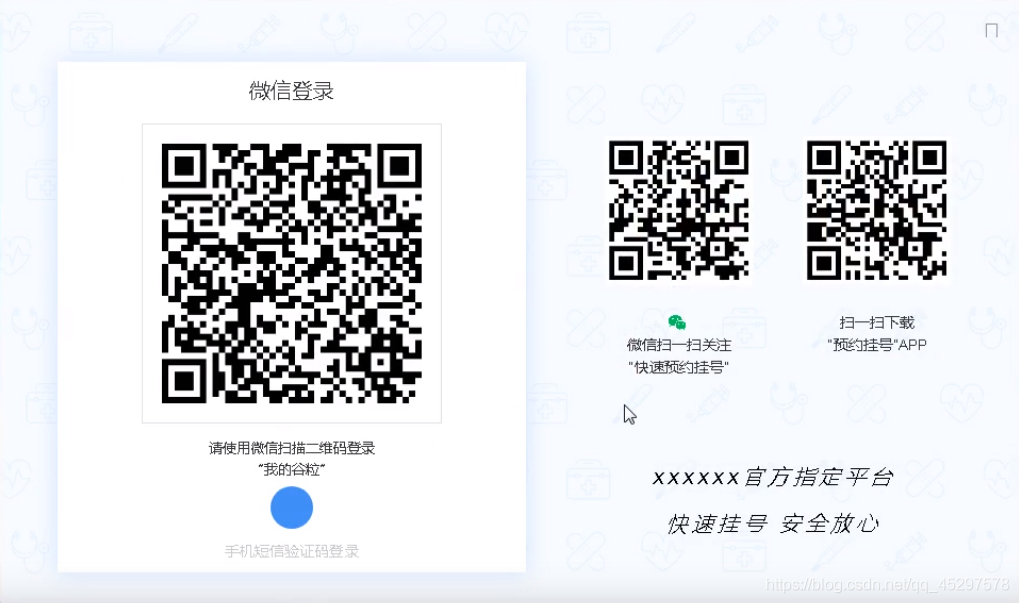 微信登录
请使用微信扫描二维码登录
“我的谷粒”
手机短信验证码登录
微信扫一扫关注
"快速预约挂号"
扫一扫下载
"预约挂号"APP
xxxxxx官方指定平台
快速挂号 安全放心
https://blog.csdn.net/qq_45297578